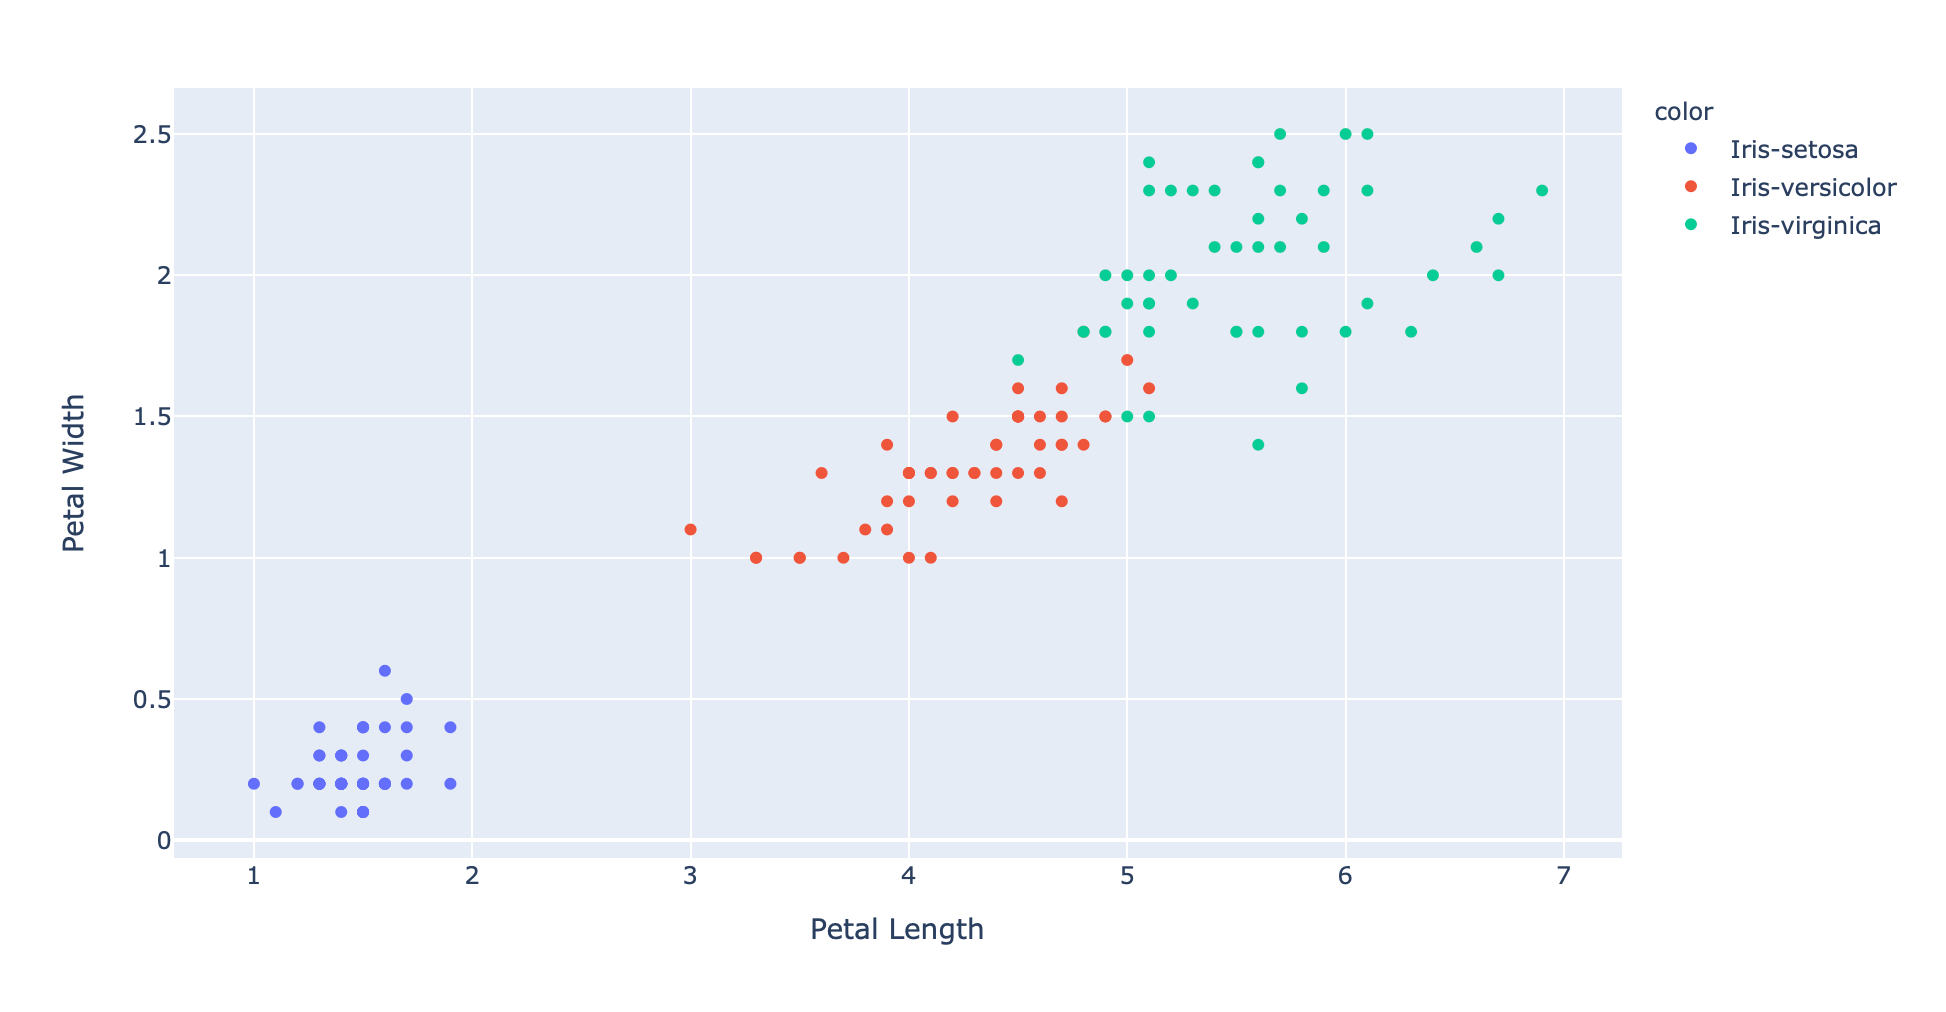 color
Iris-setosa
Iris-versicolor
Iris-virginica
2.5
2
1.5
1
0.5
0
Petal Width
1 2 3 4 5 6 7
Petal Length